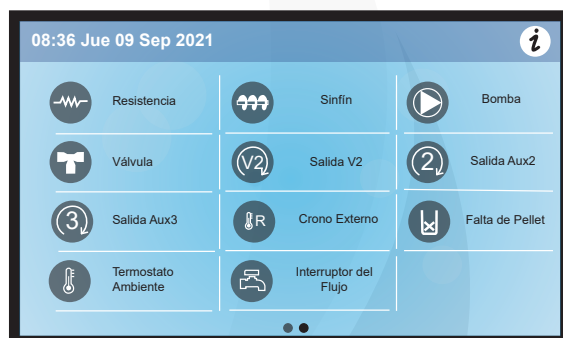 08:36 Jue 09 Sep 2021
i
Resistencia
Sinfín
Bomba
Válvula
V2
Salida V2
2
Salida Aux2
3
Salida Aux3
R
Crono Externo
Falta de Pellet
Termostato
Ambiente
Interruptor del
Flujo